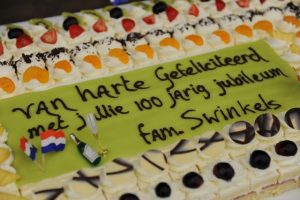 van harte Gefeliciteerd
met jullie 100 jarig jubileum
fam. Swinkels